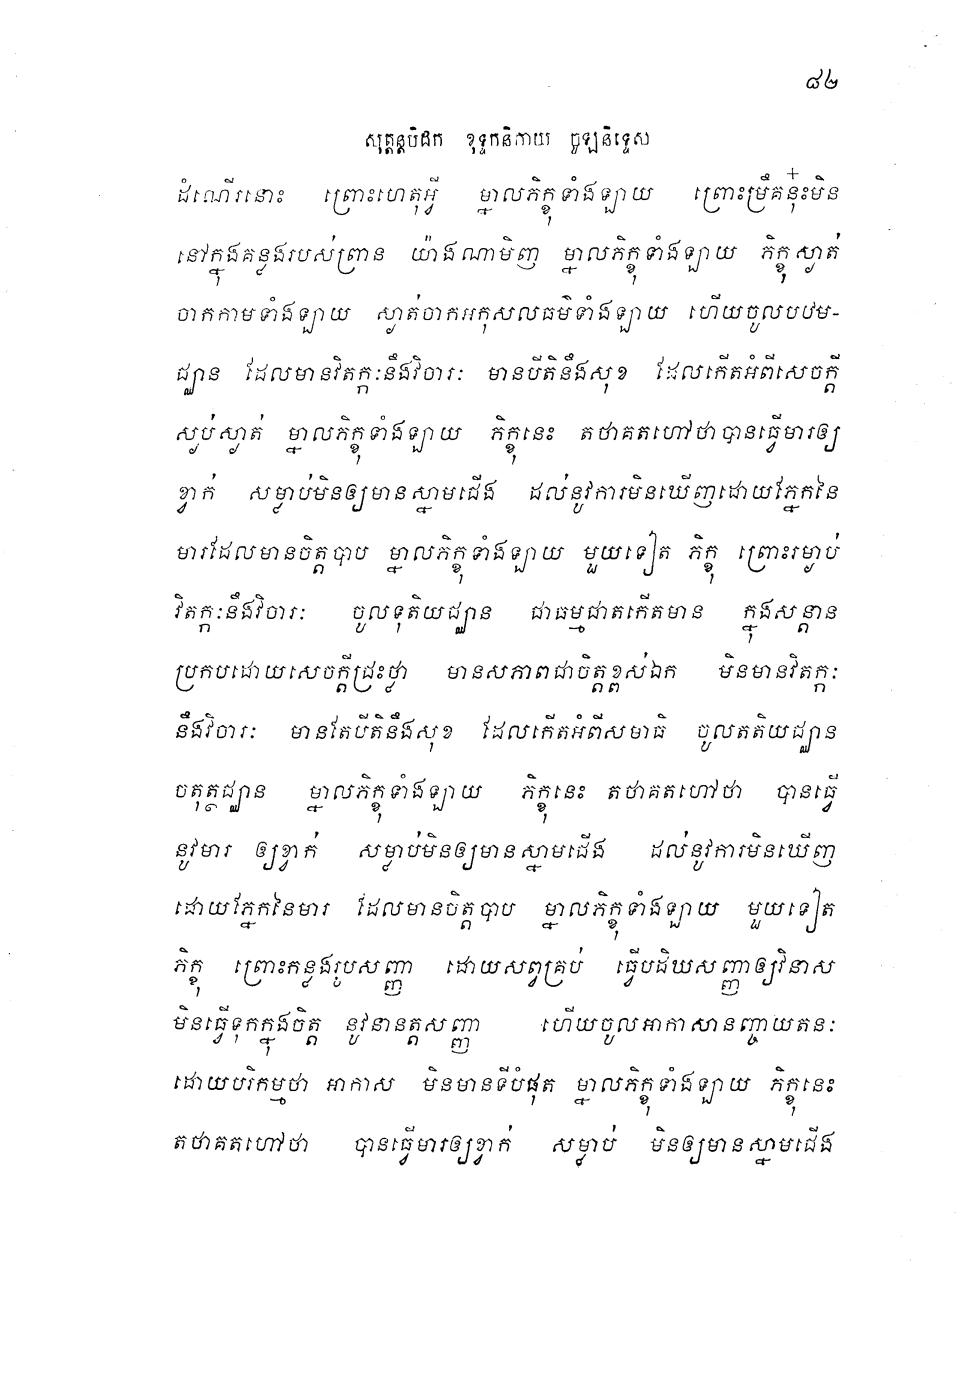 ៨២
សុត្តន្តបិដក ខុទ្ទកនិកាយ ចូឡនិទ្ទេស
ដំណើរនោះ ព្រោះហេតុអ្វី ម្នាលភិក្ខុទាំងឡាយ ព្រោះម្រឹគនុ៎ះមិន
នៅក្នុងគន្លងរបស់ព្រាន យ៉ាងណាមិញ ម្នាលភិក្ខុទាំងឡាយ ភិក្ខុស្ងាត់
ចាកកាមទាំងឡាយ ស្ងាត់ចាកអកុសលធម៌ទាំងឡាយ ហើយចូលបឋម-
ជ្ឈាន ដែលមានវិតក្កៈនឹងវិចារៈ មានបីតិនឹងសុខ ដែលកើតអំពីសេចក្តី
ស្ងប់ស្ងាត់ ម្នាលភិក្ខុទាំងឡាយ ភិក្ខុនេះ តថាគតហៅថាបានធ្វើមារឲ្យ
ខ្វាក់ សម្លាប់មិនឲ្យមានស្នាមជើង ដល់នូវការមិនឃើញដោយភ្នែកនៃ
មារដែលមានចិត្តបាប ម្នាលភិក្ខុទាំងឡាយ មួយទៀត ភិក្ខុ ព្រោះរម្ងាប់
វិតក្កៈនឹងវិចារៈ ចូលទុតិយជ្ឈាន ជាធម្មជាតកើតមាន ក្នុងសន្តាន
ប្រកបដោយសេចក្តីជ្រះថ្លា មានសភាពជាចិត្តខ្ពស់ឯក មិនមានវិតក្កៈ
នឹងវិចារៈ មានតែបីតិនឹងសុខ ដែលកើតអំពីសមាធិ ចូលតតិយជ្ឈាន
ចតុត្ថជ្ឈាន ម្នាលភិក្ខុទាំងឡាយ ភិក្ខុនេះ តថាគតហៅថា បានធ្វើ
នូវមារ ឲ្យខ្វាក់ សម្លាប់មិនឲ្យមានស្នាមជើង ដល់នូវការមិនឃើញ
ដោយភ្នែកនៃមារ ដែលមានចិត្តបាប ម្នាលភិក្ខុទាំងឡាយ មួយទៀត
ភិក្ខុ ព្រោះកន្លងរូបសញ្ញា ដោយសព្វគ្រប់ ធ្វើបដិឃសញ្ញាឲ្យវិនាស
មិនធ្វើទុកក្នុងចិត្ត នូវនានត្តសញ្ញា ហើយចូលអាកាសានញ្ចាយតនៈ
ដោយបរិកម្មថា អាកាស មិនមានទីបំផុត ម្នាលភិក្ខុទាំងឡាយ ភិក្ខុនេះ
តថាគតហៅថា បានធ្វើមារឲ្យខ្វាក់ សម្លាប់ មិនឲ្យមានស្នាមជើង